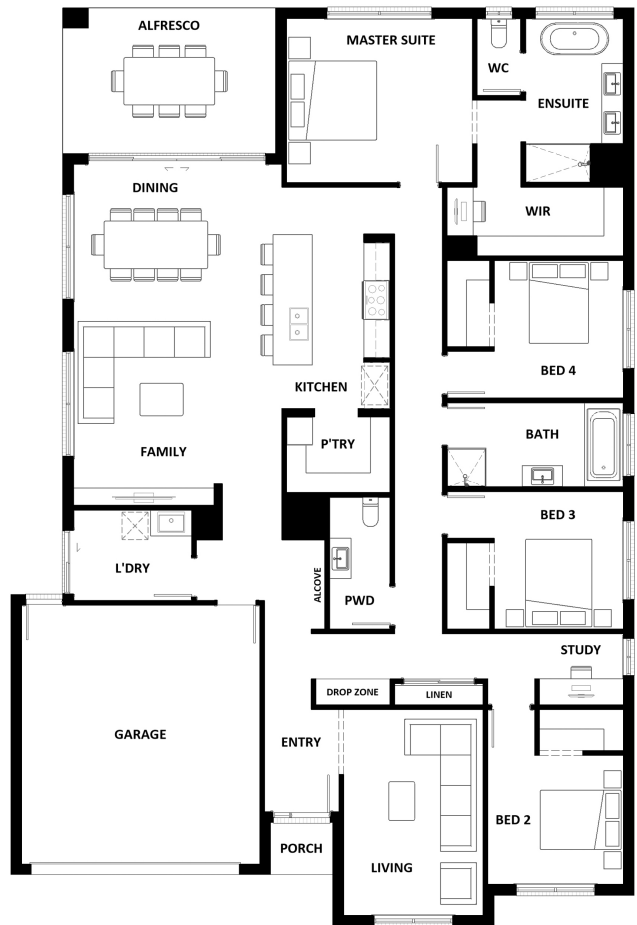 ALFRESCO
MASTER SUITE
WC
ENSUITE
DINING
WIR
KITCHEN
BED 4
P'TRY
BATH
FAMILY
BED 3
L'DRY
ALCOVE
PWD
STUDY
DROP ZONE
LINEN
GARAGE
ENTRY
BED 2
PORCH
LIVING